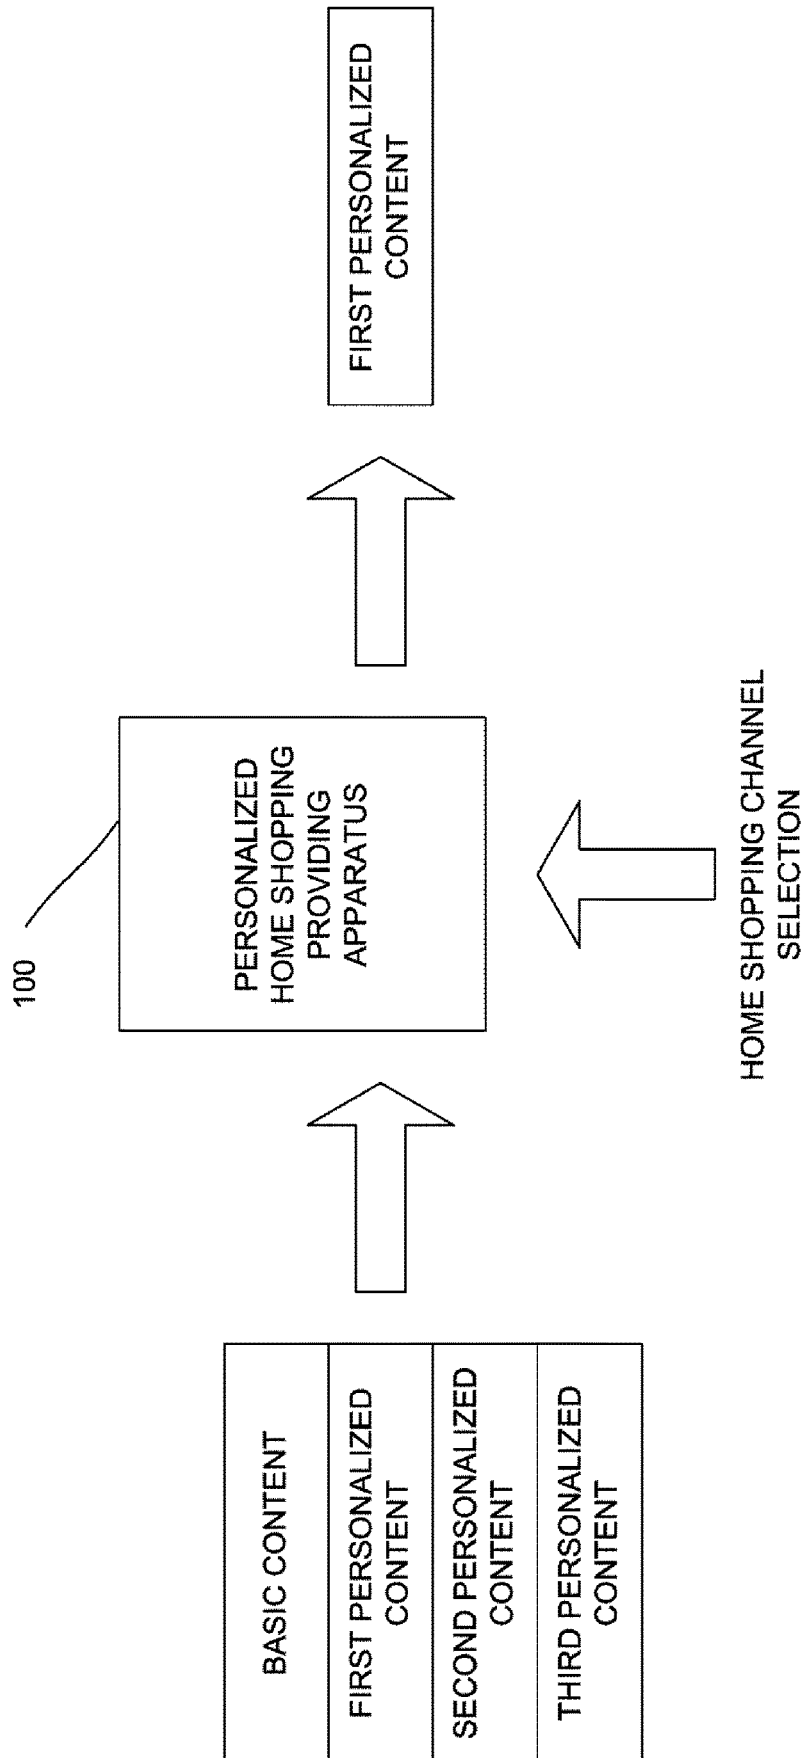 BASIC CONTENT
FIRST PERSONALIZED
CONTENT
SECOND PERSONALIZED
CONTENT
THIRD PERSONALIZED
CONTENT
100
PERSONALIZED
HOME SHOPPING
PROVIDING
APPARATUS
HOME SHOPPING CHANNEL
SELECTION
FIRST PERSONALIZED
CONTENT